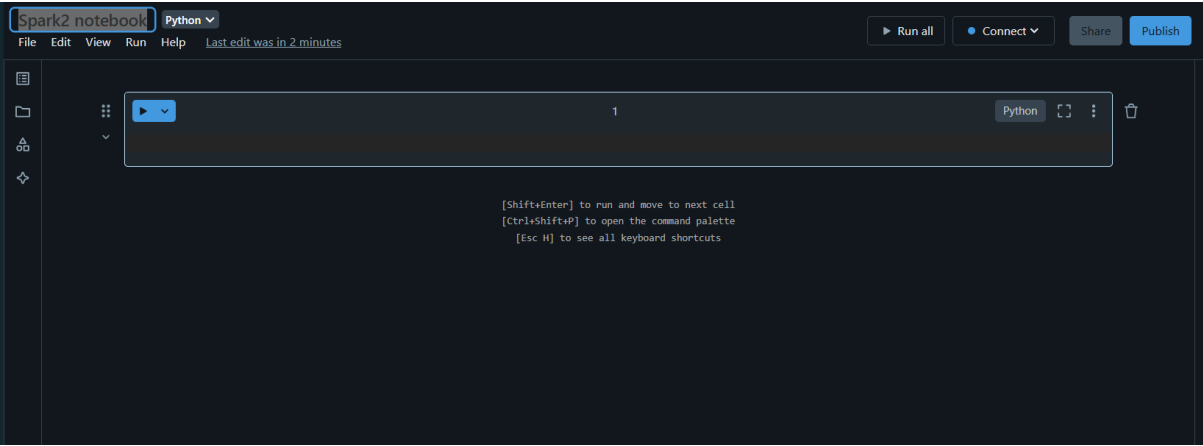 Spark2 notebook Python
File Edit View Run Help Last edit was in 2 minutes
Run all Connect Share Publish
1 Python
[Shift+Enter] to run and move to next cell
[Ctrl+Shift+P] to open the command palette
[Esc H] to see all keyboard shortcuts